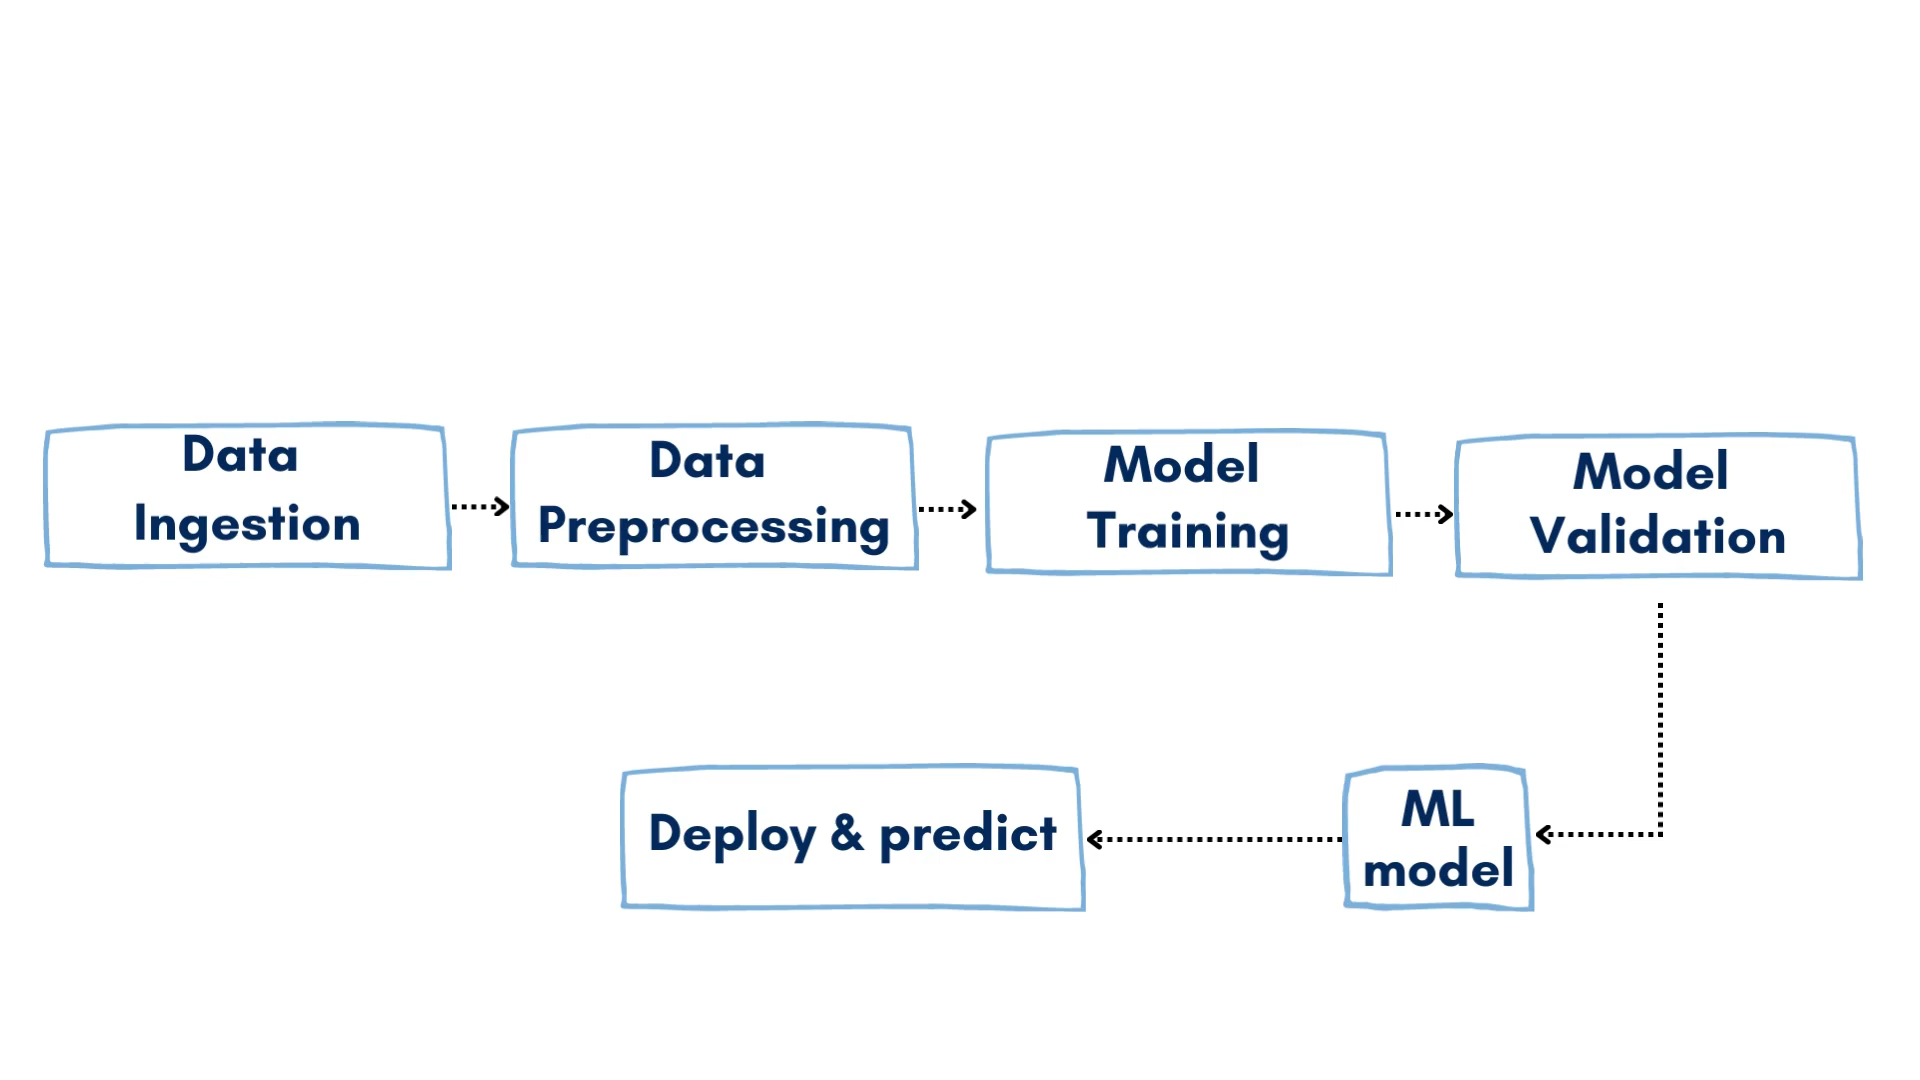 Data
Ingestion
Data
Preprocessing
Model
Training
Model
Validation
ML
model
Deploy & predict